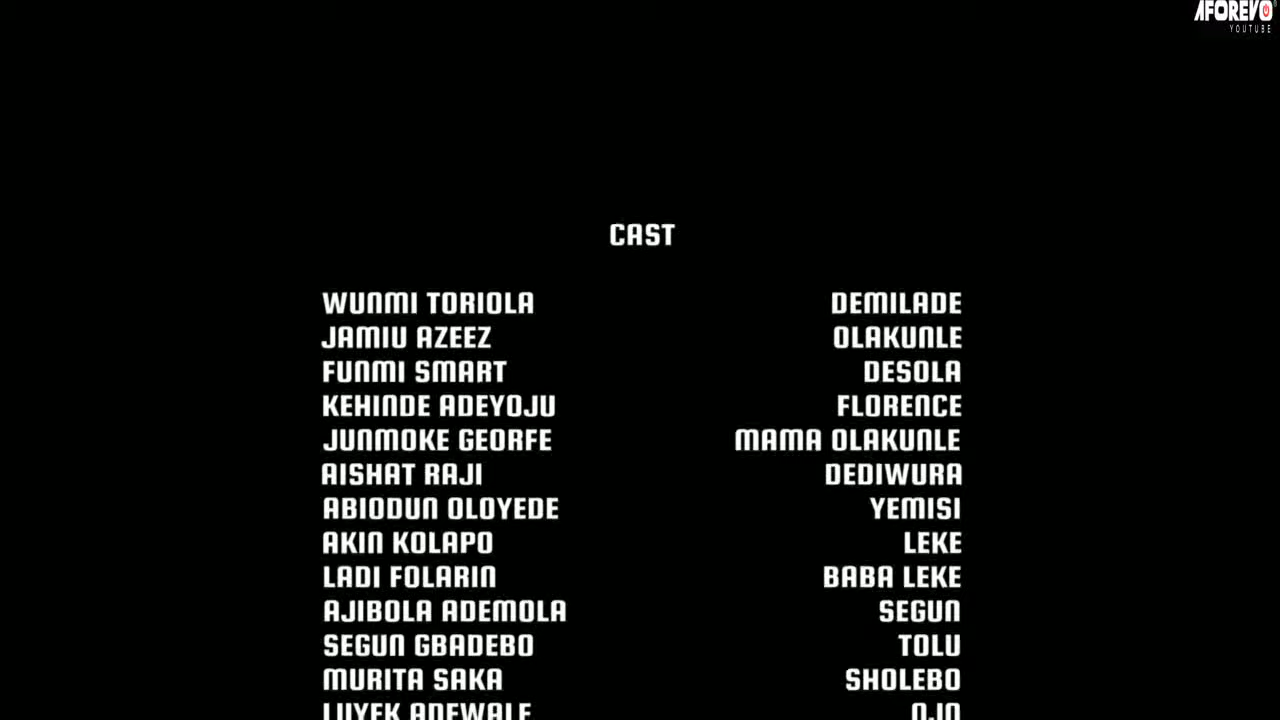 AFOREVO
YOUTUBE
CAST
WUNMI TORIOLA DEMILADE
JAMIU AZEEZ OLAKUNLE
FUNMI SMART DESOLA
KEHINDE ADEYOJU FLORENCE
JUNMOKE GEORFE MAMA OLAKUNLE
AISHAT RAJI DEDIWURA
ABIODUN OLOYEDE YEMISI
AKIN KOLAPO LEKE
LADI FOLARIN BABA LEKE
AJIBOLA ADEMOLA SEGUN
SEGUN GBADEBO TOLU
MURITA SAKA SHOLEBO
ADEWALE OJO